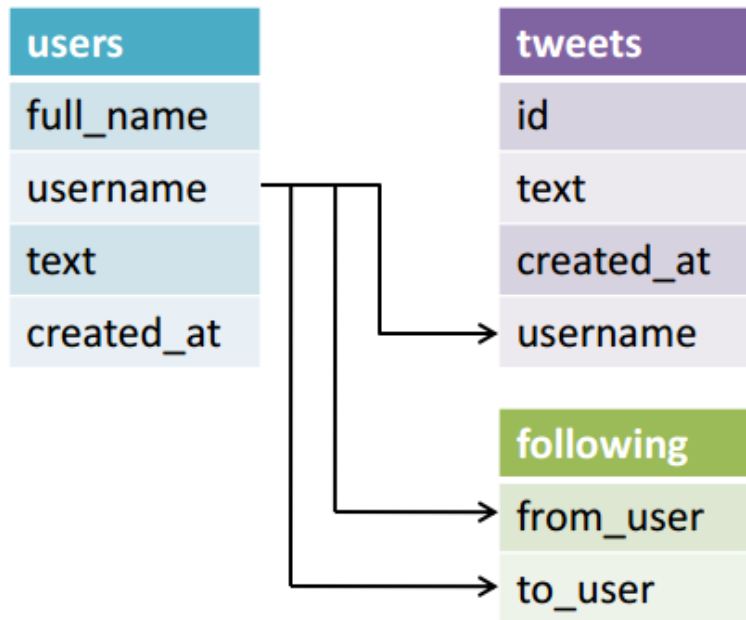 users
full_name
username
text
created_at
tweets
id
text
created_at
username
following
from_user
to_user